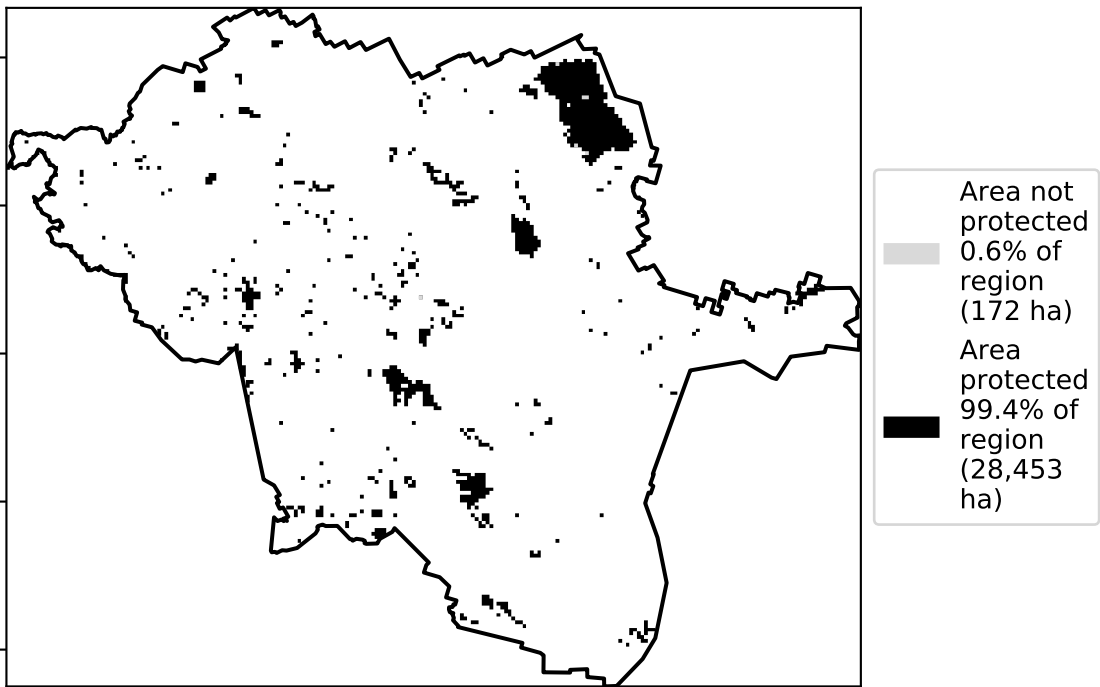 Area not
protected
0.6% of
region
(172 ha)
Area
protected
99.4% of
region
(28,453
ha)